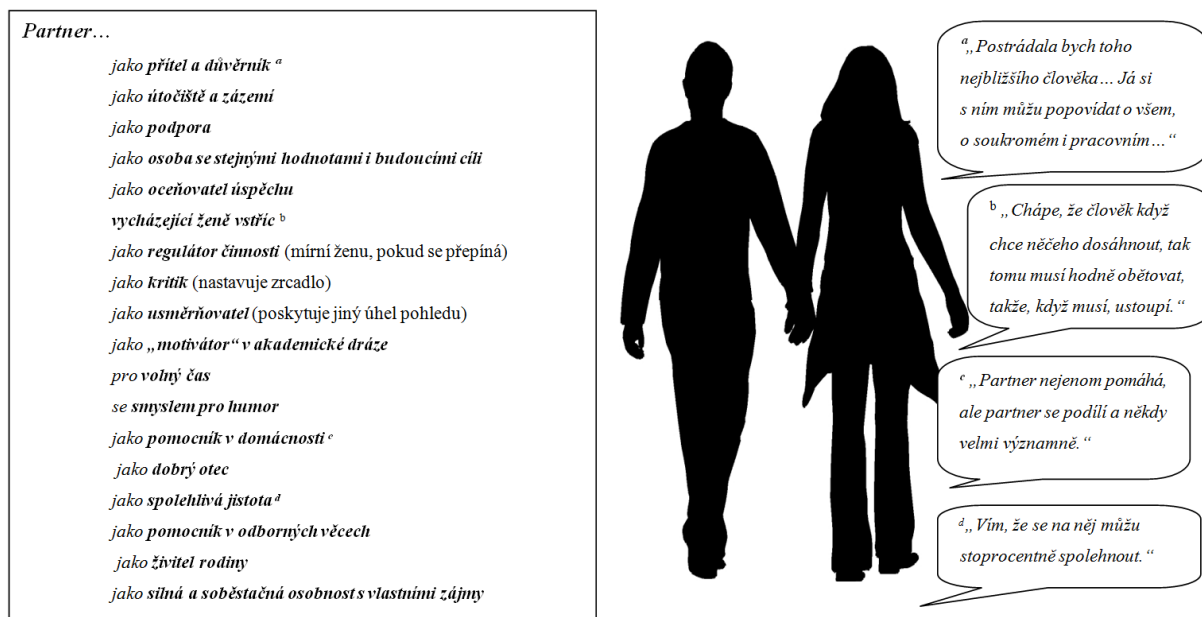 Partner…
jako přítel a důvěrník ᵃ
jako útočiště a zázemí
jako podpora
jako osoba se stejnými hodnotami i budoucími cíli
jako oceňovatel úspěchu
vycházející ženě vstříc ᵇ
jako regulátor činnosti (mírní ženu, pokud se přepíná)
jako kritik (nastavuje zrcadlo)
jako usměrňovatel (poskytuje jiný úhel pohledu)
jako „motivátor“ v akademické dráze
pro volný čas
se smyslem pro humor
jako pomocník v domácnosti ᶜ
jako dobrý otec
jako spolehlivá jistota ᵈ
jako pomocník v odborných věcech
jako živitel rodiny
jako silná a soběstačná osobnost s vlastními zájmy
ᵃ„Postrádala bych toho
nejbližšího člověka… Já si
s ním můžu popovídat o všem,
o soukromém i pracovním…“
ᵇ „Chápe, že člověk když
chce něčeho dosáhnout, tak
tomu musí hodně obětovat,
takže, když musí, ustoupí.“
ᶜ „Partner nejenom pomáhá,
ale partner se podílí a někdy
velmi významně.“
ᵈ„Vím, že se na něj můžu
stoprocentně spolehnout.“